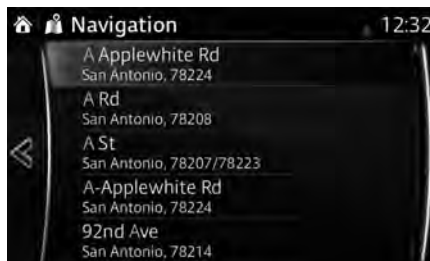 Navigation 12:32
A Applewhite Rd
San Antonio, 78224
A Rd
San Antonio, 78208
A St
San Antonio, 78207/78223
A-Applewhite Rd
San Antonio, 78224
92nd Ave
San Antonio, 78214